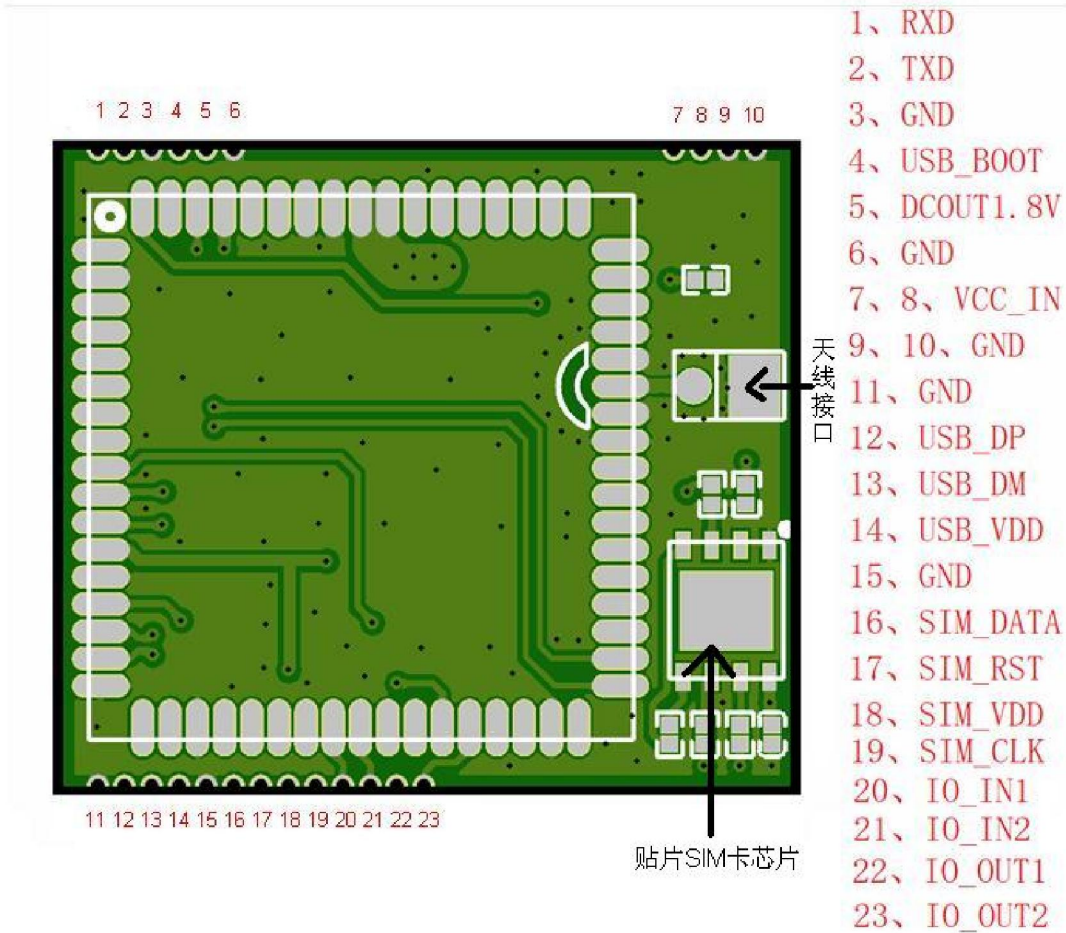 1 2 3 4 5 6
7 8 9 10
1、RXD
2、TXD
3、GND
4、USB_BOOT
5、DCOUT1.8V
6、GND
7、8、VCC_IN
9、10、GND
11、GND
12、USB_DP
13、USB_DM
14、USB_VDD
15、GND
16、SIM_DATA
17、SIM_RST
18、SIM_VDD
19、SIM_CLK
20、IO_IN1
21、IO_IN2
22、IO_OUT1
23、IO_OUT2
天线接口
11 12 13 14 15 16 17 18 19 20 21 22 23
贴片SIM卡芯片